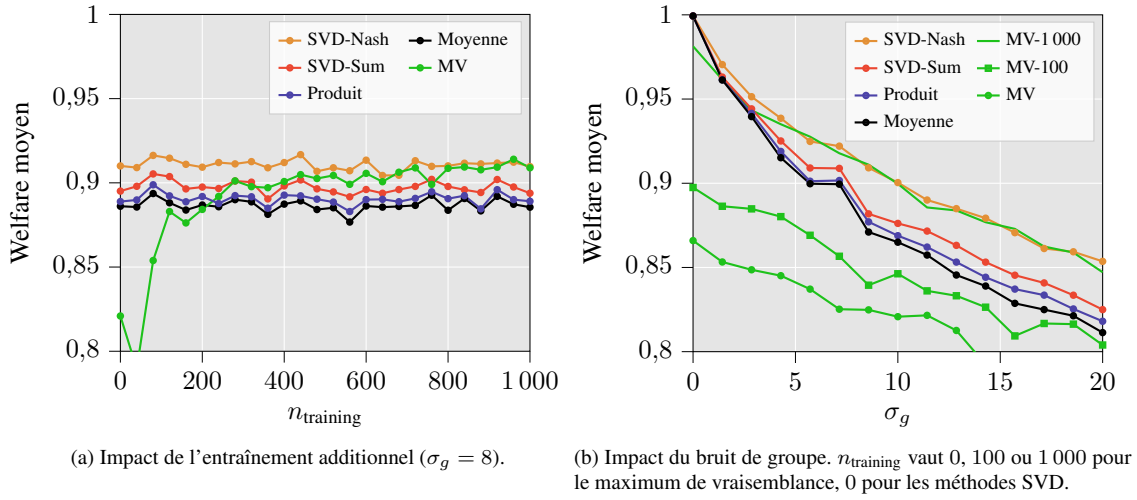 1
0,95
0,9
0,85
0,8
Welfare moyen
SVD-Nash
SVD-Sum
Produit
Moyenne
MV
0 200 400 600 800 1 000
n_training
(a) Impact de l'entraînement additionnel (σ_g = 8).
1
0,95
0,9
0,85
0,8
Welfare moyen
SVD-Nash
SVD-Sum
Produit
Moyenne
MV-1 000
MV-100
MV
0 5 10 15 20
σ_g
(b) Impact du bruit de groupe. n_training vaut 0, 100 ou 1 000 pour
le maximum de vraisemblance, 0 pour les méthodes SVD.